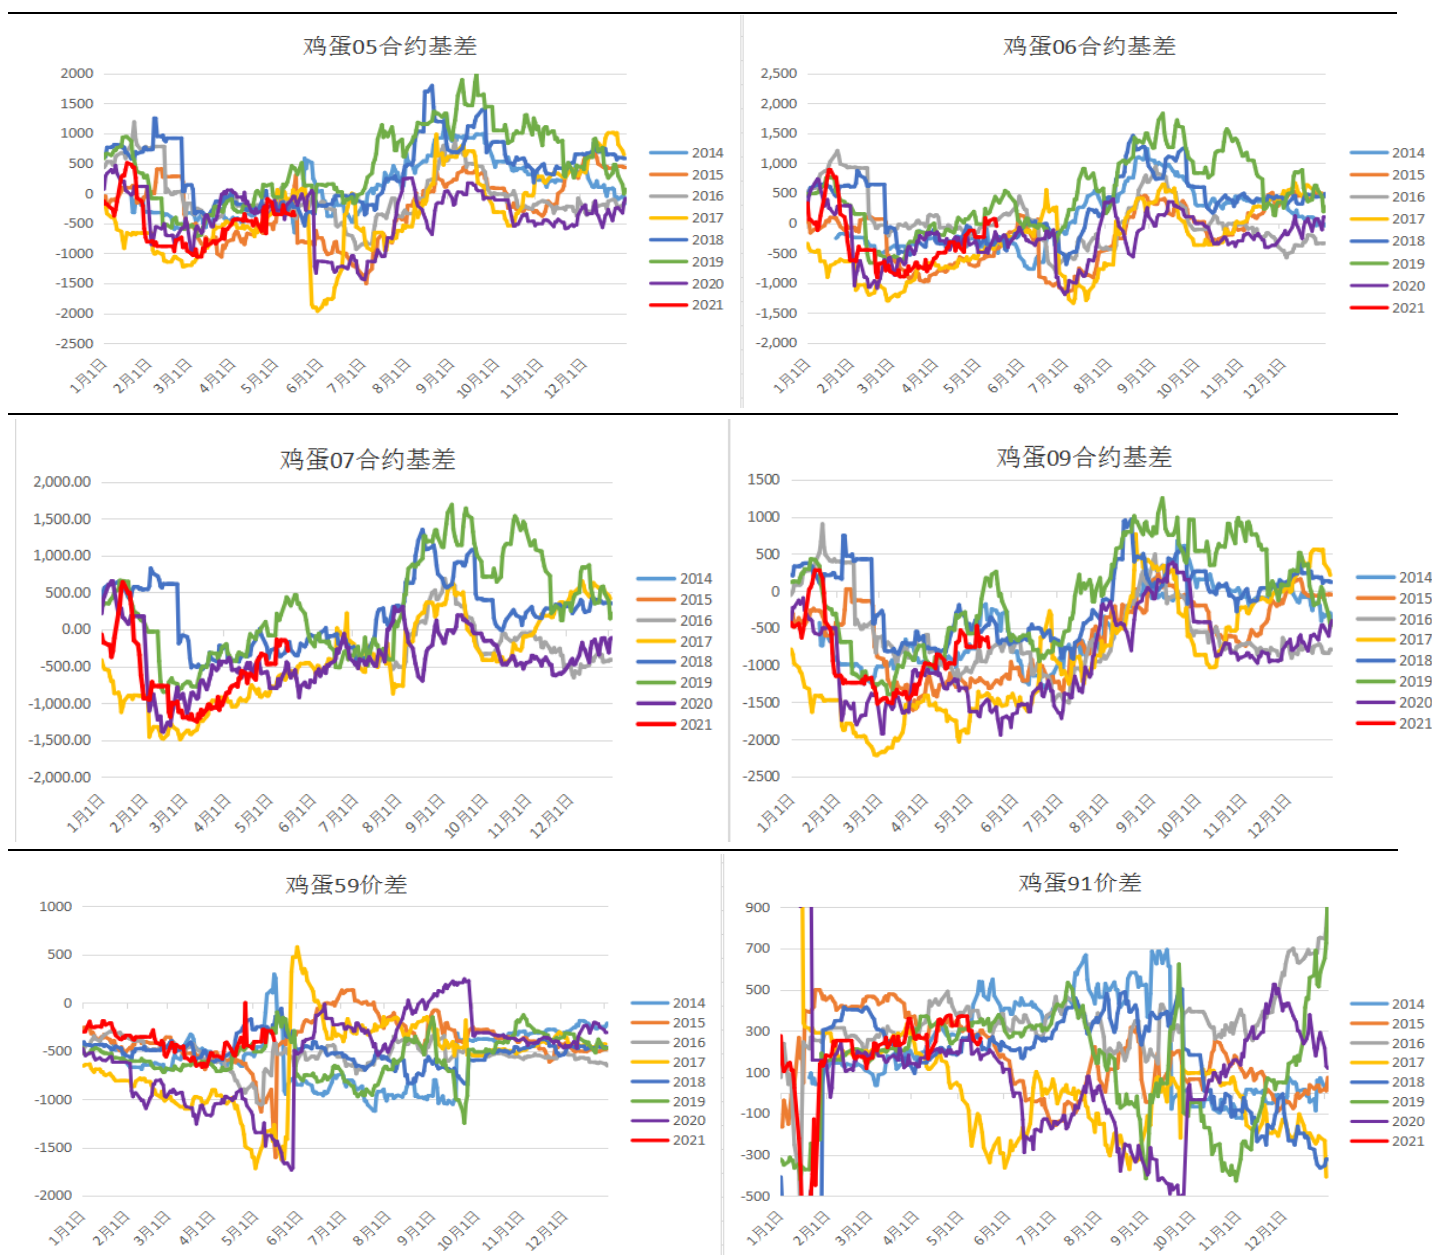 鸡蛋05合约基差
2000
1500
1000
500
0
-500
-1000
-1500
-2000
-2500
1月1日
2月1日
3月1日
4月1日
5月1日
6月1日
7月1日
8月1日
9月1日
10月1日
11月1日
12月1日
2014
2015
2016
2017
2018
2019
2020
2021
鸡蛋06合约基差
2,500
2,000
1,500
1,000
500
0
-500
-1,000
-1,500
-2,000
1月1日
2月1日
3月1日
4月1日
5月1日
6月1日
7月1日
8月1日
9月1日
10月1日
11月1日
12月1日
2014
2015
2016
2017
2018
2019
2020
2021
鸡蛋07合约基差
2,000.00
1,500.00
1,000.00
500.00
0.00
-500.00
-1,000.00
-1,500.00
-2,000.00
1月1日
2月1日
3月1日
4月1日
5月1日
6月1日
7月1日
8月1日
9月1日
10月1日
11月1日
12月1日
2014
2015
2016
2017
2018
2019
2020
2021
鸡蛋09合约基差
1500
1000
500
0
-500
-1000
-1500
-2000
-2500
1月1日
2月1日
3月1日
4月1日
5月1日
6月1日
7月1日
8月1日
9月1日
10月1日
11月1日
12月1日
2014
2015
2016
2017
2018
2019
2020
2021
鸡蛋59价差
1000
500
0
-500
-1000
-1500
-2000
1月1日
2月1日
3月1日
4月1日
5月1日
6月1日
7月1日
8月1日
9月1日
10月1日
11月1日
12月1日
2014
2015
2016
2017
2018
2019
2020
2021
鸡蛋91价差
900
700
500
300
100
-100
-300
-500
1月1日
2月1日
3月1日
4月1日
5月1日
6月1日
7月1日
8月1日
9月1日
10月1日
11月1日
12月1日
2014
2015
2016
2017
2018
2019
2020
2021